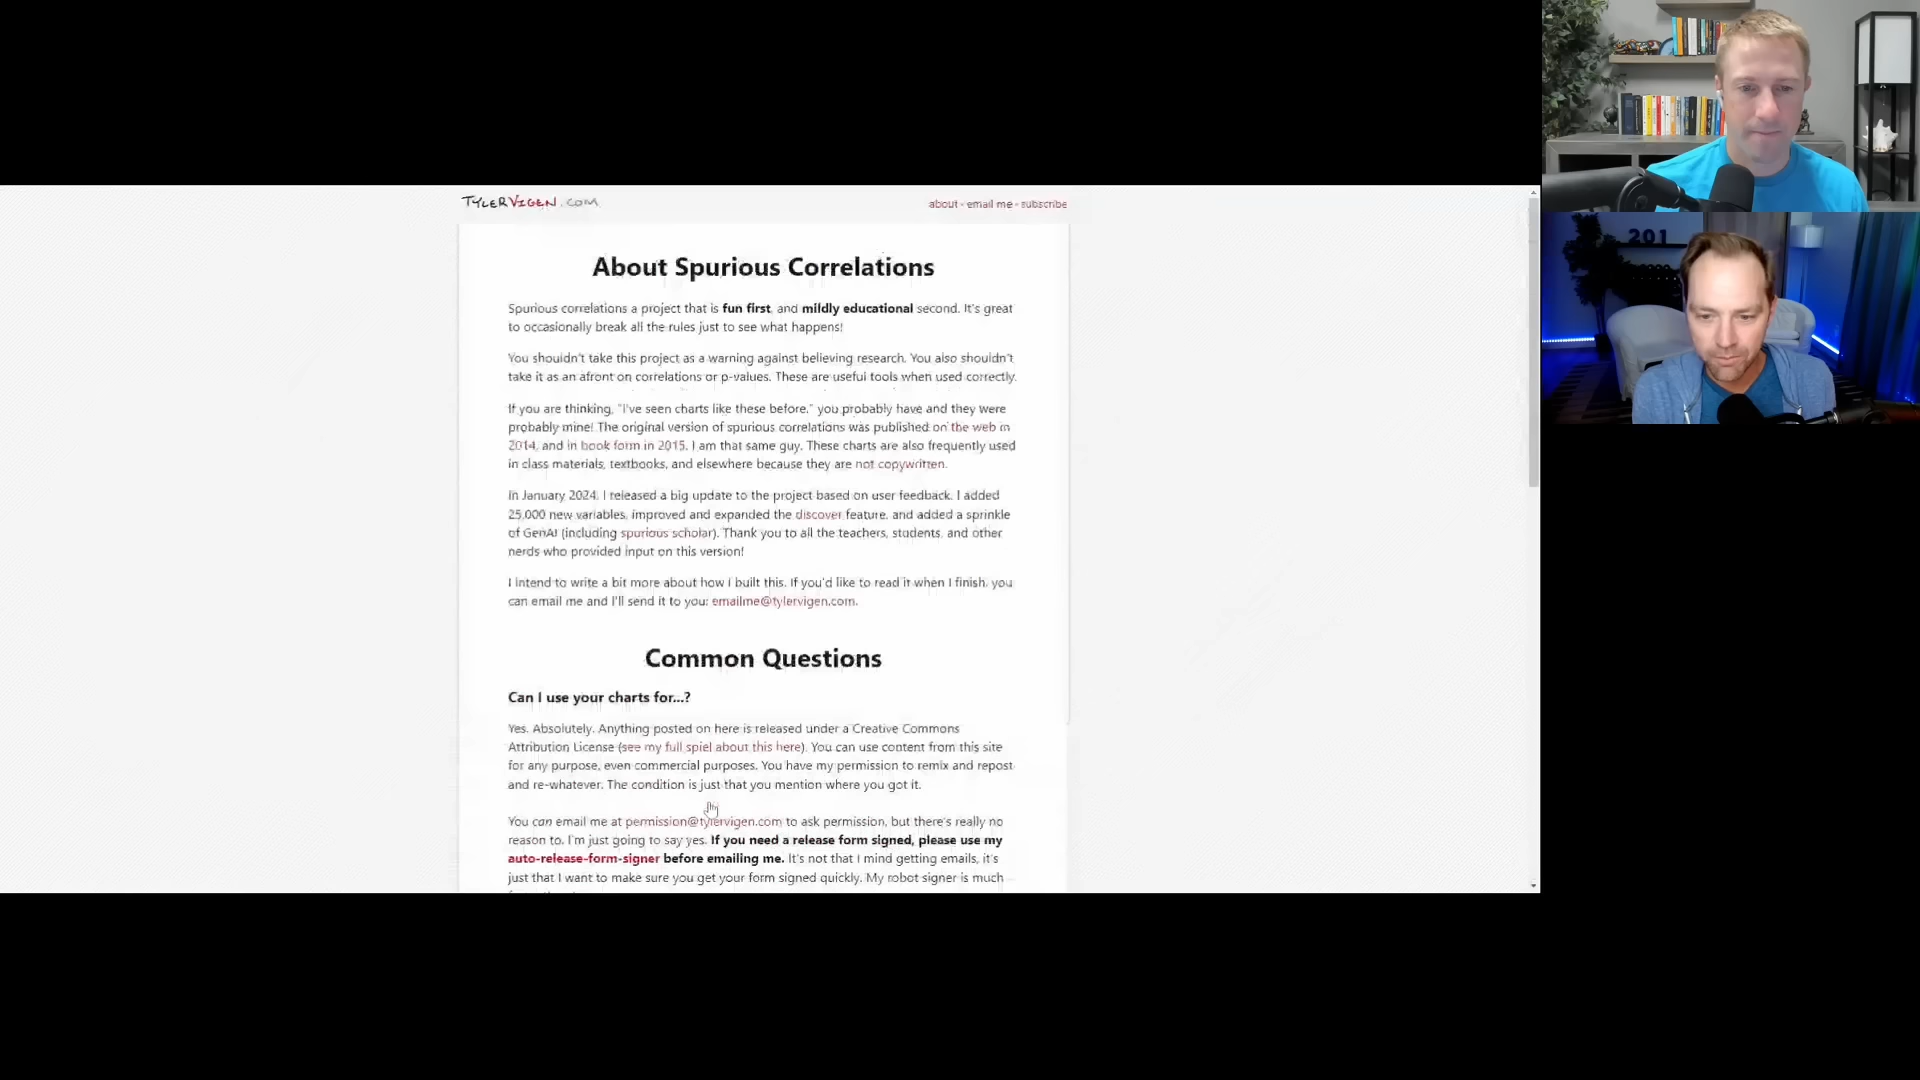 TYLERVIGEN.COM
about - email me - subscribe
201
About Spurious Correlations
Spurious correlations a project that is fun first, and mildly educational second. It's great
to occasionally break all the rules just to see what happens!
You shouldn't take this project as a warning against believing research. You also shouldn't
take it as an afront on correlations or p-values. These are useful tools when used correctly.
If you are thinking, "I've seen charts like these before," you probably have and they were
probably mine! The original version of spurious correlations was published on the web in
2014, and in book form in 2015. I am that same guy. These charts are also frequently used
in class materials, textbooks, and elsewhere because they are not copywritten.
In January 2024, I released a big update to the project based on user feedback. I added
25,000 new variables, improved and expanded the discover feature, and added a sprinkle
of GenAI (including spurious scholar). Thank you to all the teachers, students, and other
nerds who provided input on this version!
I intend to write a bit more about how I built this. If you'd like to read it when I finish, you
can email me and I'll send it to you: emailme@tylervigen.com.
Common Questions
Can I use your charts for...?
Yes. Absolutely. Anything posted on here is released under a Creative Commons
Attribution License (see my full spiel about this here). You can use content from this site
for any purpose, even commercial purposes. You have my permission to remix and repost
and re-whatever. The condition is just that you mention where you got it.
You can email me at permission@tylervigen.com to ask permission, but there's really no
reason to. I'm just going to say yes. If you need a release form signed, please use my
auto-release-form-signer before emailing me. It's not that I mind getting emails, it's
just that I want to make sure you get your form signed quickly. My robot signer is much